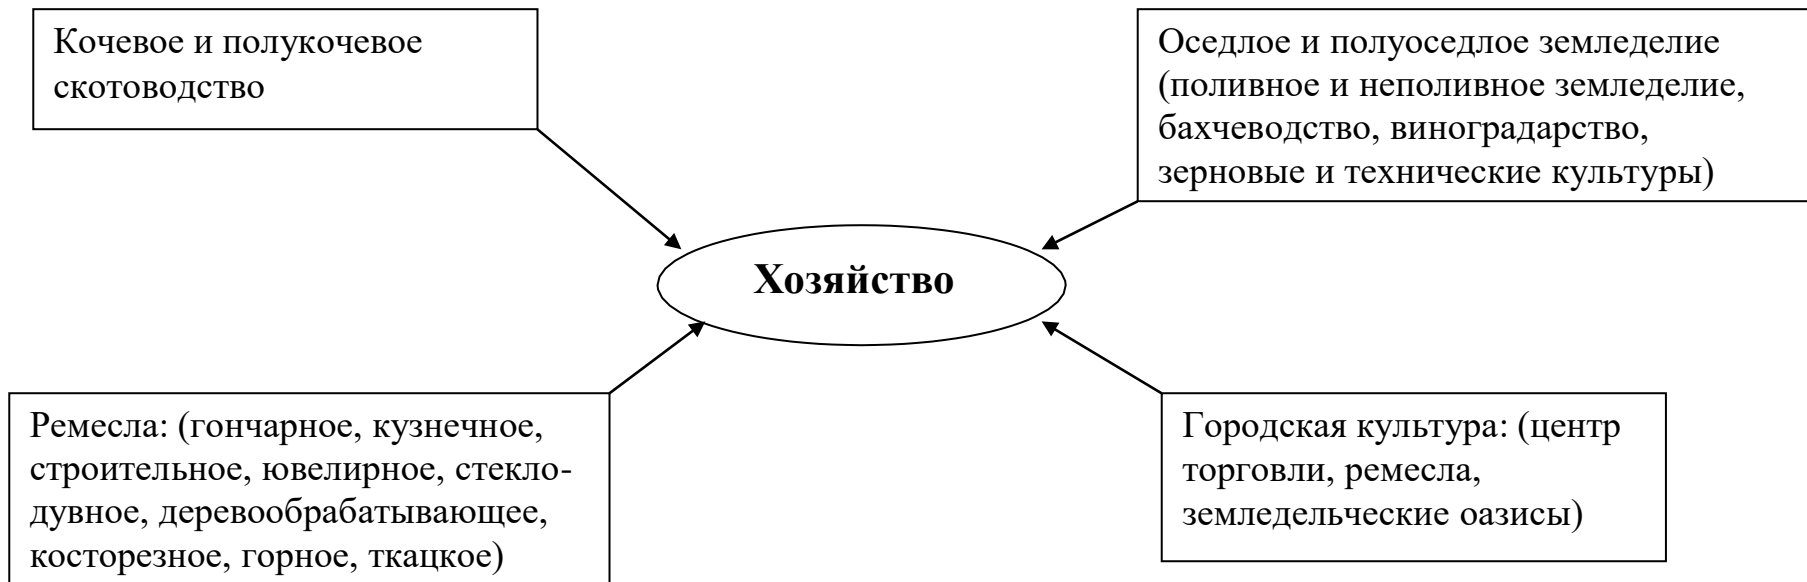 Кочевое и полукочевое
скотоводство
Оседлое и полуоседлое земледелие
(поливное и неполивное земледелие,
бахчеводство, виноградарство,
зерновые и технические культуры)
Хозяйство
Ремесла: (гончарное, кузнечное,
строительное, ювелирное, стекло-
дувное, деревообрабатывающее,
косторезное, горное, ткацкое)
Городская культура: (центр
торговли, ремесла,
земледельческие оазисы)